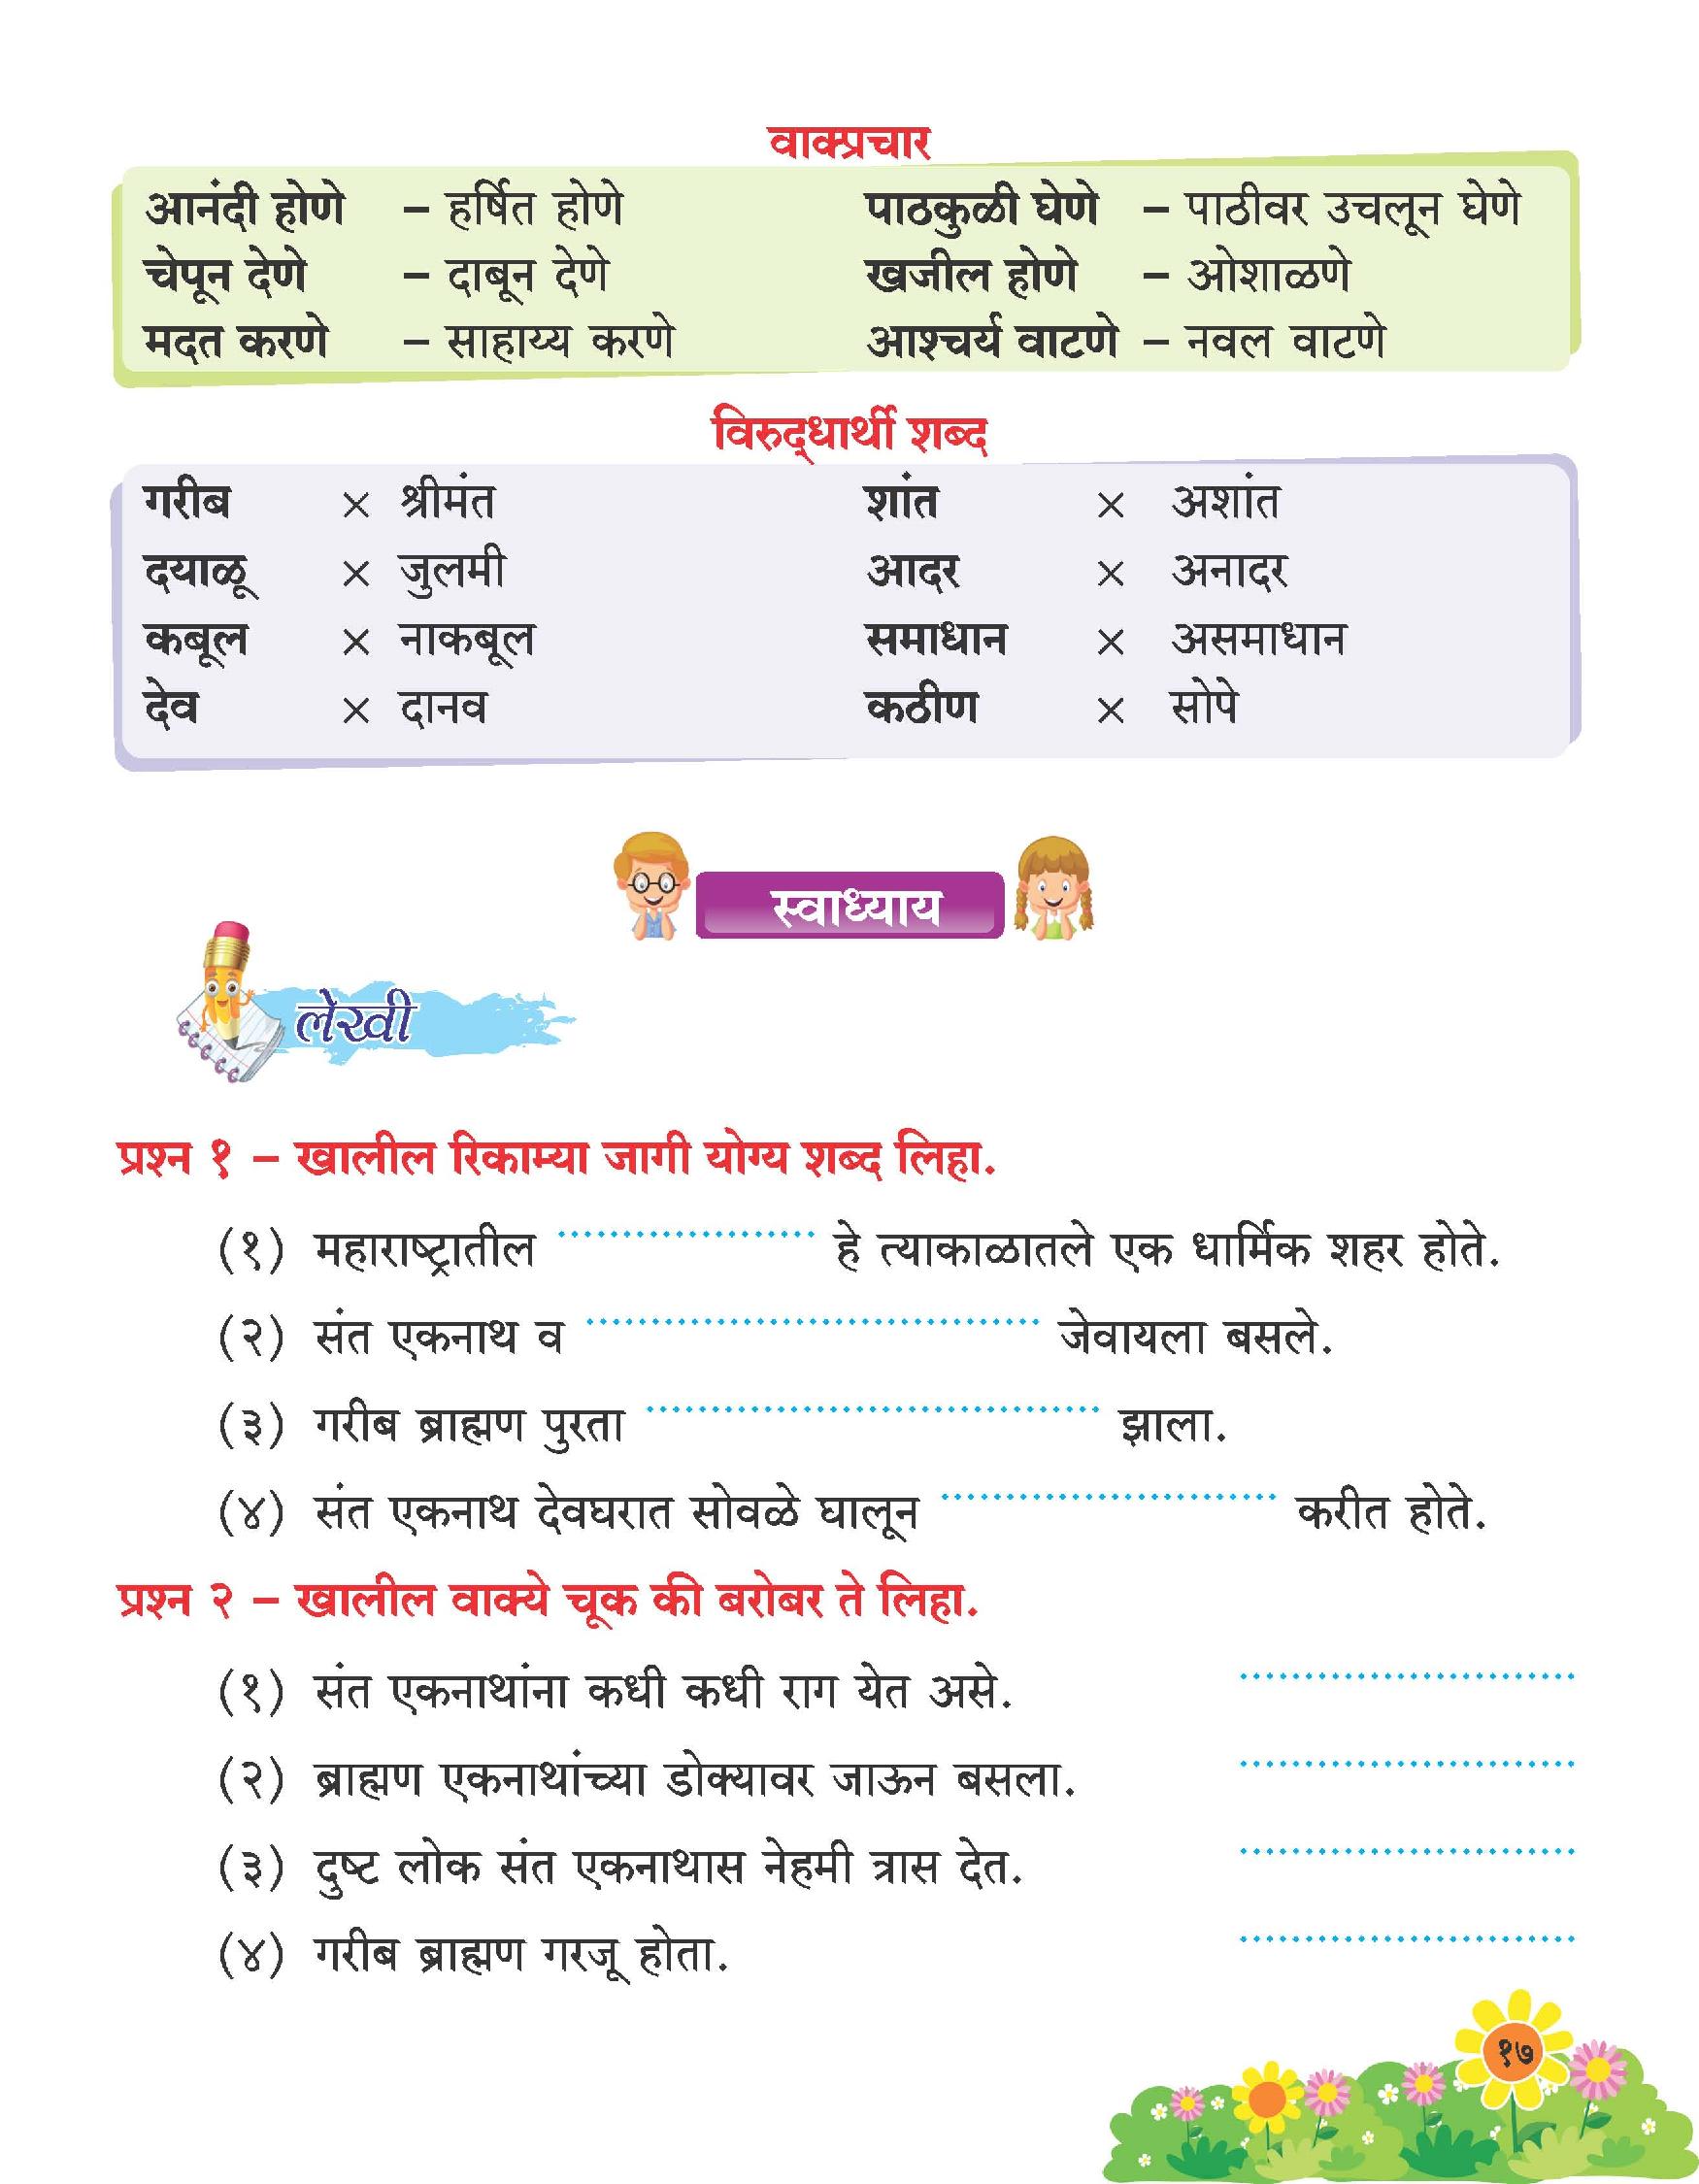 वाक्प्रचार
आनंदी होणे – हर्षित होणे पाठकुळी घेणे – पाठीवर उचलून घेणे
चेपून देणे – दाबून देणे खजील होणे – ओशाळणे
मदत करणे – साहाय्य करणे आश्चर्य वाटणे – नवल वाटणे
विरुद्धार्थी शब्द
गरीब × श्रीमंत शांत × अशांत
दयाळू × जुलमी आदर × अनादर
कबूल × नाकबूल समाधान × असमाधान
देव × दानव कठीण × सोपे
स्वाध्याय
लेखी
प्रश्न १ – खालील रिकाम्या जागी योग्य शब्द लिहा.
(१) महाराष्ट्रातील .................... हे त्याकाळातले एक धार्मिक शहर होते.
(२) संत एकनाथ व .................... जेवायला बसले.
(३) गरीब ब्राह्मण पुरता .................... झाला.
(४) संत एकनाथ देवघरात सोवळे घालून .................... करीत होते.
प्रश्न २ – खालील वाक्ये चूक की बरोबर ते लिहा.
(१) संत एकनाथांना कधी कधी राग येत असे. ....................
(२) ब्राह्मण एकनाथांच्या डोक्यावर जाऊन बसला. ....................
(३) दुष्ट लोक संत एकनाथास नेहमी त्रास देत. ....................
(४) गरीब ब्राह्मण गरजू होता. ....................
१७